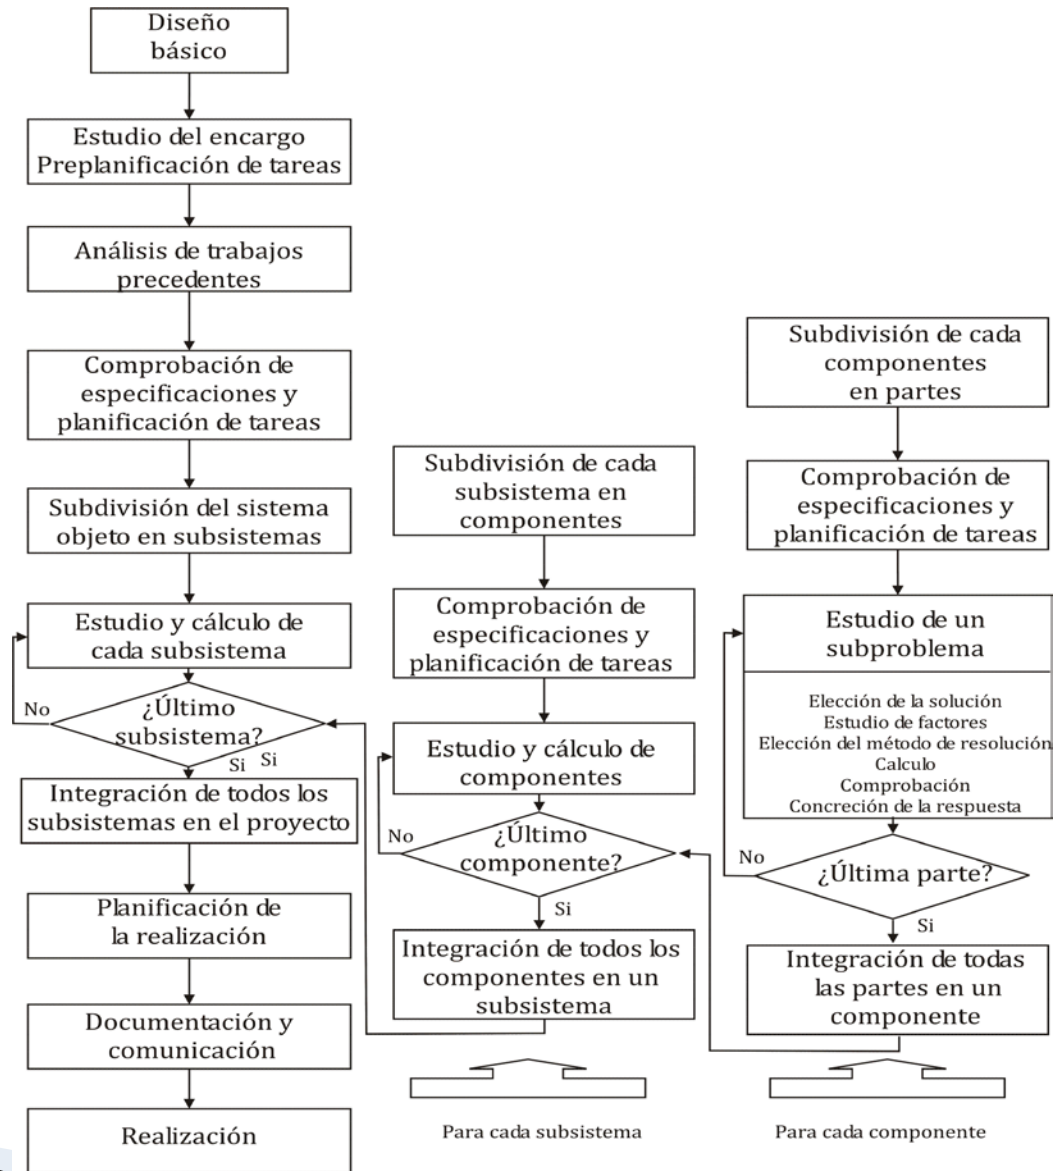 Diseño
básico
Estudio del encargo
Preplanificación de tareas
Análisis de trabajos
precedentes
Comprobación de
especificaciones y
planificación de tareas
Subdivisión del sistema
objeto en subsistemas
Estudio y cálculo de
cada subsistema
No
¿Último
subsistema?
Si Si
Integración de todos los
subsistemas en el proyecto
Planificación de
la realización
Documentación y
comunicación
Realización
Subdivisión de cada
subsistema en
componentes
Comprobación de
especificaciones y
planificación de tareas
Estudio y cálculo de
componentes
No
¿Último
componente?
Si
Integración de todos los
componentes en un
subsistema
Para cada subsistema
Subdivisión de cada
componentes
en partes
Comprobación de
especificaciones y
planificación de tareas
Estudio de un
subproblema
Elección de la solución
Estudio de factores
Elección del método de resolución
Calculo
Comprobación
Concreción de la respuesta
No
¿Última parte?
Si
Integración de todas
las partes en un
componente
Para cada componente